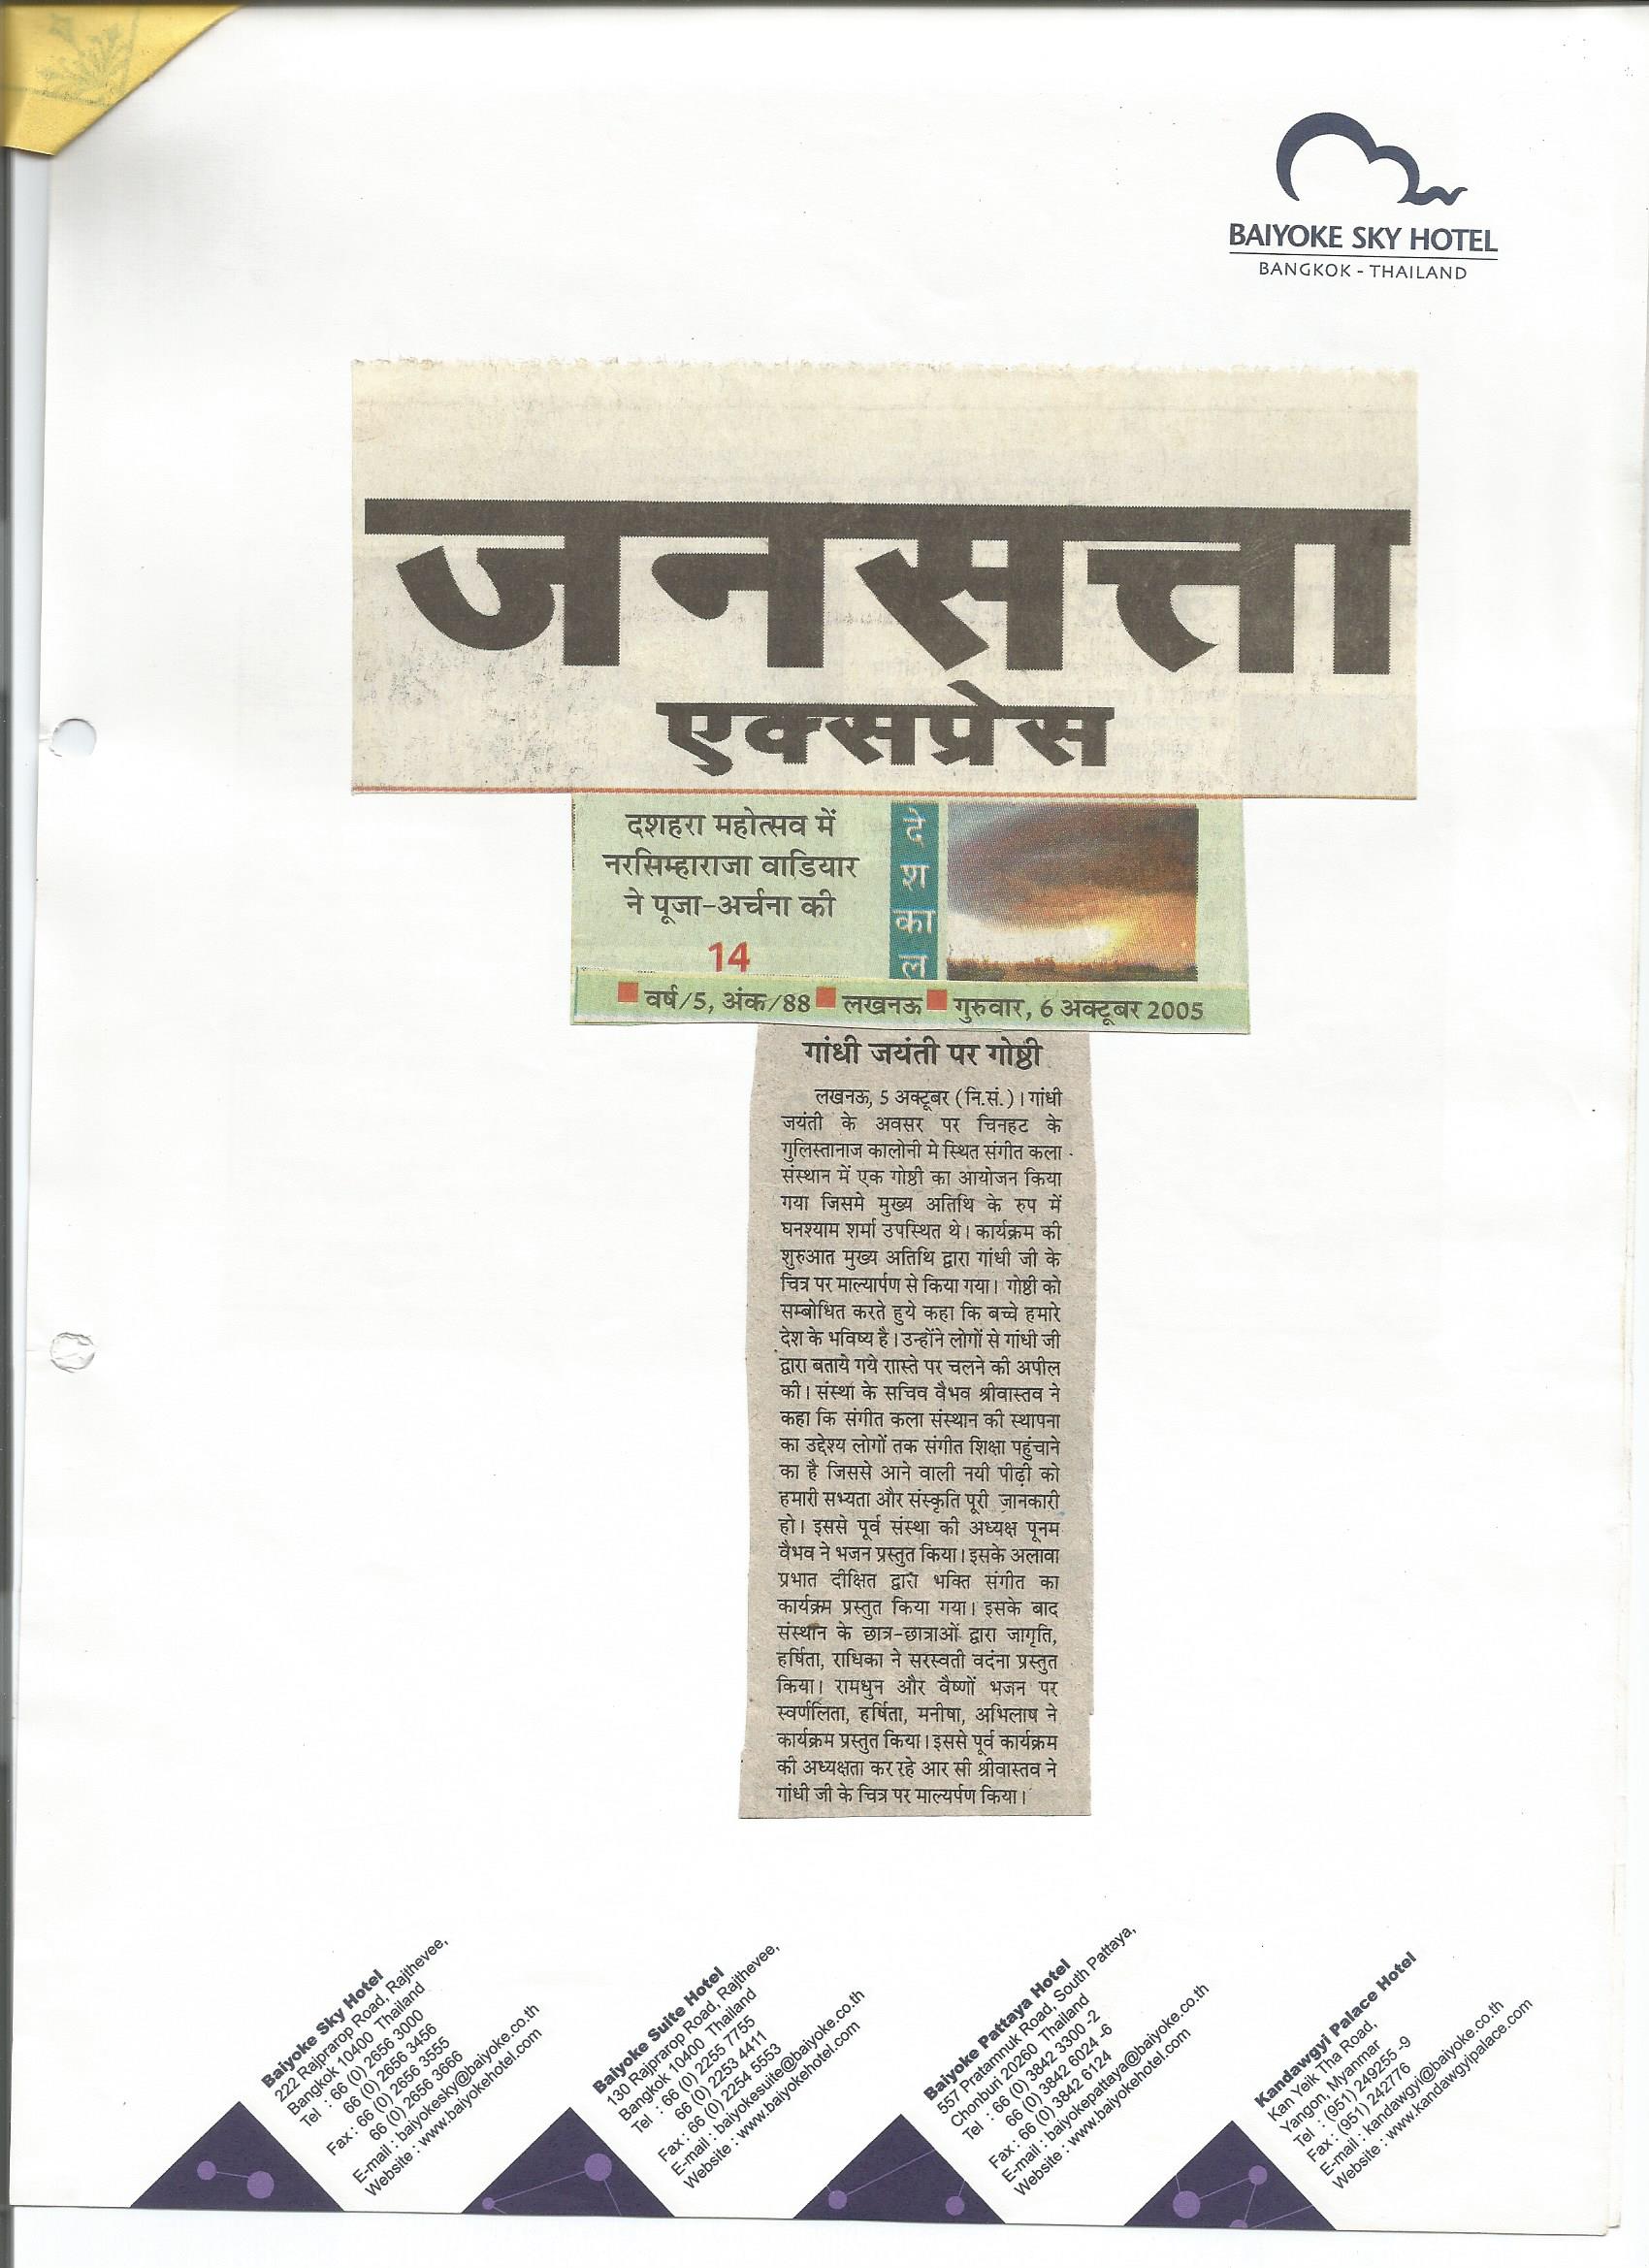 BAIYOKE SKY HOTEL
BANGKOK - THAILAND
जनसत्ता
एक्सप्रेस
दशहरा महोत्सव में
नरसिम्हाराजा वाडियार
ने पूजा-अर्चना की
14
दे
श
का
ल
वर्ष/5, अंक/88 लखनऊ गुरुवार, 6 अक्टूबर 2005
गांधी जयंती पर गोष्ठी
लखनऊ, 5 अक्टूबर (नि.सं.)। गांधी
जयंती के अवसर पर चिनहट के
गुलिस्तानाज कालोनी मे स्थित संगीत कला
संस्थान में एक गोष्ठी का आयोजन किया
गया जिसमे मुख्य अतिथि के रुप में
घनश्याम शर्मा उपस्थित थे। कार्यक्रम की
शुरुआत मुख्य अतिथि द्वारा गांधी जी के
चित्र पर माल्यार्पण से किया गया। गोष्ठी को
सम्बोधित करते हुये कहा कि बच्चे हमारे
देश के भविष्य है। उन्होंने लोगों से गांधी जी
द्वारा बताये गये रास्ते पर चलने की अपील
की। संस्था के सचिव वैभव श्रीवास्तव ने
कहा कि संगीत कला संस्थान की स्थापना
का उद्देश्य लोगों तक संगीत शिक्षा पहुंचाने
का है जिससे आने वाली नयी पीढ़ी को
हमारी सभ्यता और संस्कृति पूरी जानकारी
हो। इससे पूर्व संस्था की अध्यक्ष पूनम
वैभव ने भजन प्रस्तुत किया। इसके अलावा
प्रभात दीक्षित द्वारा भक्ति संगीत का
कार्यक्रम प्रस्तुत किया गया। इसके बाद
संस्थान के छात्र-छात्राओं द्वारा जागृति,
हर्षिता, राधिका ने सरस्वती वदंना प्रस्तुत
किया। रामधुन और वैष्णों भजन पर
स्वर्णलिता, हर्षिता, मनीषा, अभिलाष ने
कार्यक्रम प्रस्तुत किया। इससे पूर्व कार्यक्रम
की अध्यक्षता कर रहे आर सी श्रीवास्तव ने
गांधी जी के चित्र पर माल्यर्पण किया।
Baiyoke Sky Hotel
222 Rajprarop Road, Rajthevee,
Bangkok 10400 Thailand
Tel : 66 (0) 2656 3000
66 (0) 2656 3456
Fax : 66 (0) 2656 3555
66 (0) 2656 3666
E-mail : baiyokesky@baiyoke.co.th
Website : www.baiyokehotel.com
Baiyoke Suite Hotel
130 Rajprarop Road, Rajthevee,
Bangkok 10400 Thailand
Tel : 66 (0) 2255 7755
66 (0) 2253 4411
Fax : 66 (0) 2254 5553
E-mail : baiyokesuite@baiyoke.co.th
Website : www.baiyokehotel.com
Baiyoke Pattaya Hotel
557 Pratamnuk Road, South Pattaya,
Chonburi 20260 Thailand
Tel : 66 (0) 3842 3300 -2
66 (0) 3842 6024 -6
Fax : 66 (0) 3842 6124
E-mail : baiyokepattaya@baiyoke.co.th
Website : www.baiyokehotel.com
Kandawgyi Palace Hotel
Kan Yeik Tha Road,
Yangon, Myanmar
Tel : (951) 249255 -9
Fax : (951) 242776
E-mail : kandawgyi@baiyoke.co.th
Website : www.kandawgyipalace.com